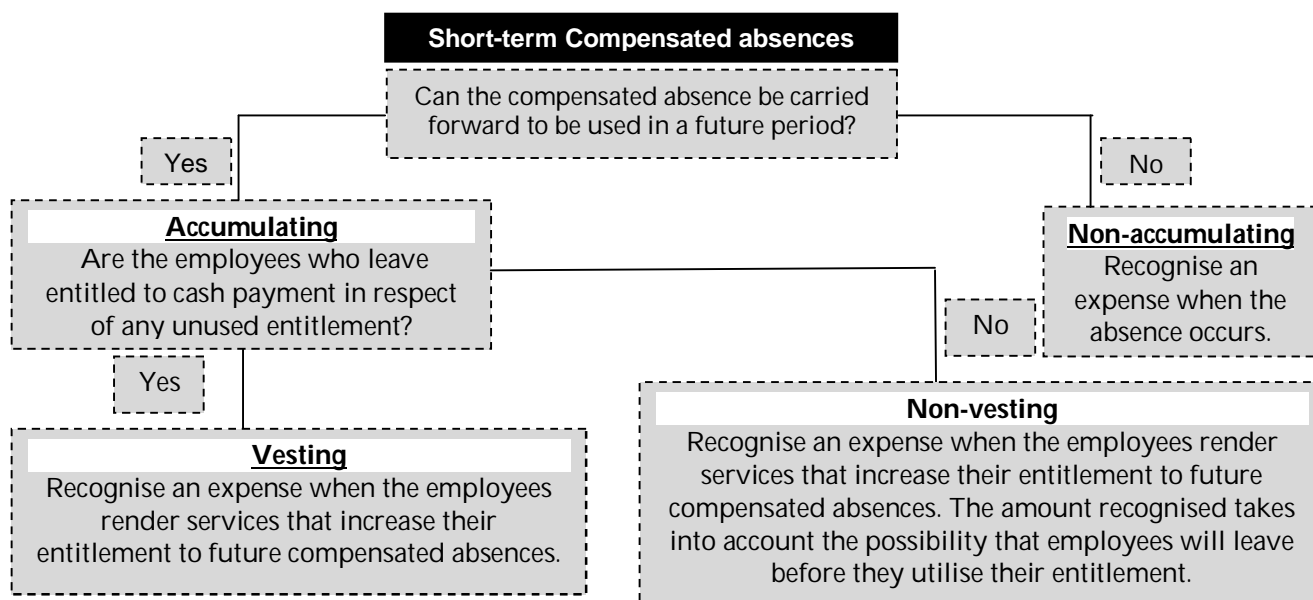 Short-term Compensated absences
Can the compensated absence be carried
forward to be used in a future period?
Yes
No
Accumulating
Are the employees who leave
entitled to cash payment in respect
of any unused entitlement?
Non-accumulating
Recognise an
expense when the
absence occurs.
Yes
No
Vesting
Recognise an expense when the employees
render services that increase their
entitlement to future compensated absences.
Non-vesting
Recognise an expense when the employees render
services that increase their entitlement to future
compensated absences. The amount recognised takes
into account the possibility that employees will leave
before they utilise their entitlement.